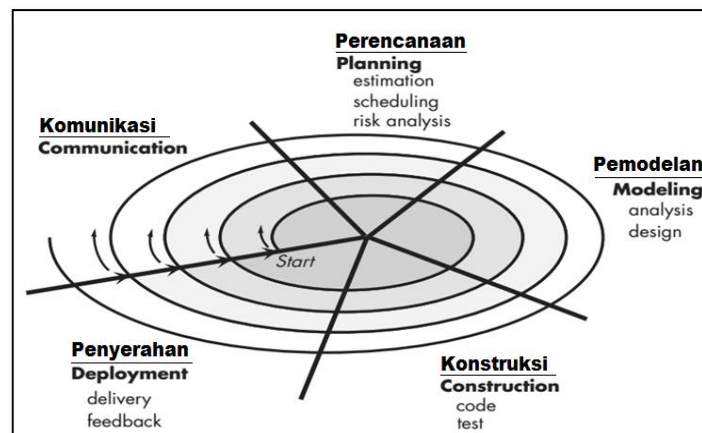 Perencanaan
Planning
estimation
scheduling
risk analysis
Komunikasi
Communication
Pemodelan
Modeling
analysis
design
Start
Penyerahan
Deployment
delivery
feedback
Konstruksi
Construction
code
test